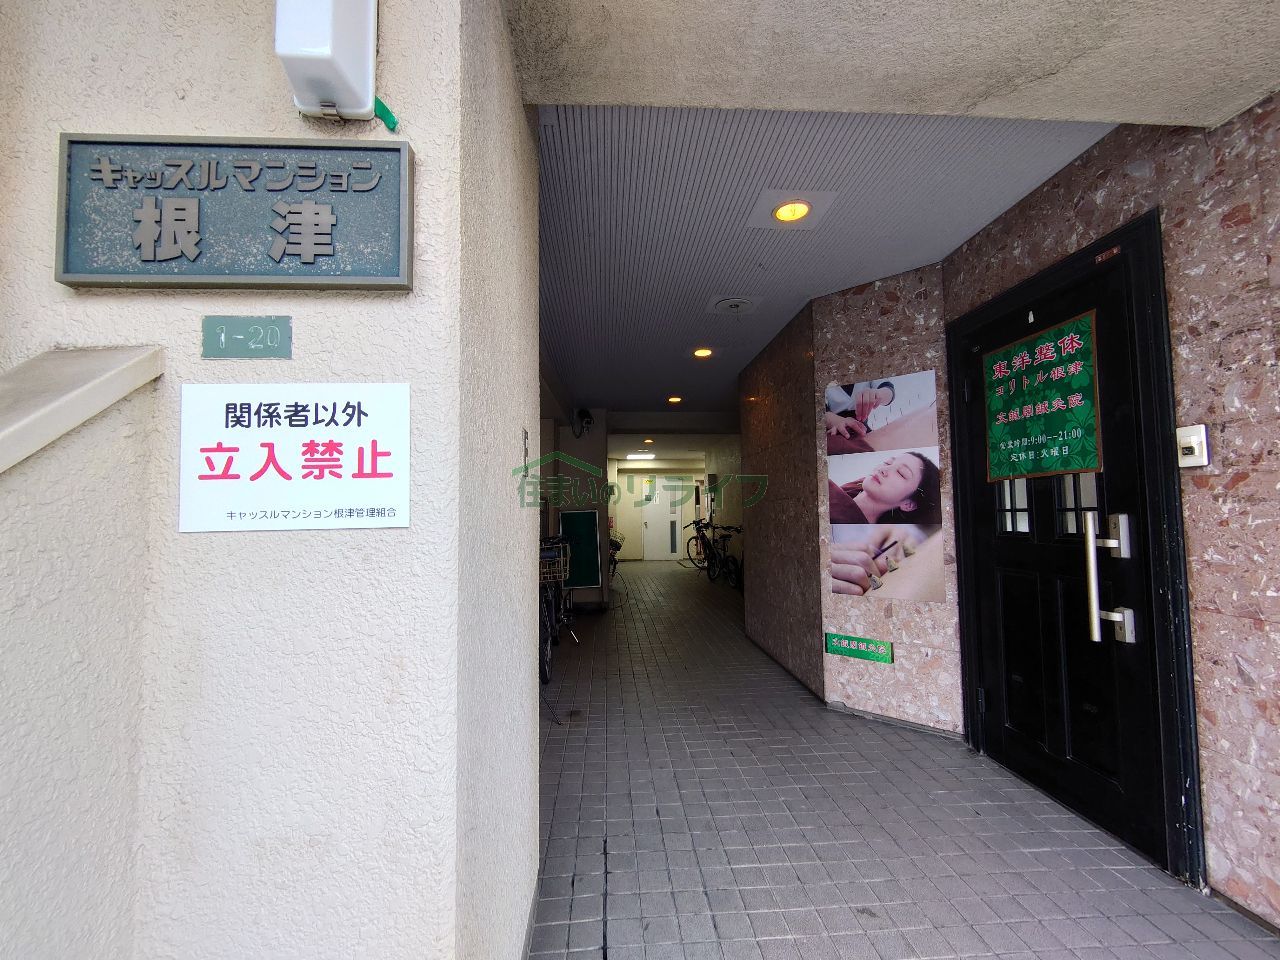 キャッスルマンション
根津
1-20
関係者以外
立入禁止
キャッスルマンション根津管理組合
住まいのリライフ
東洋整体
コリトル根津
営業時間:9:00--21:00
定休日:火曜日